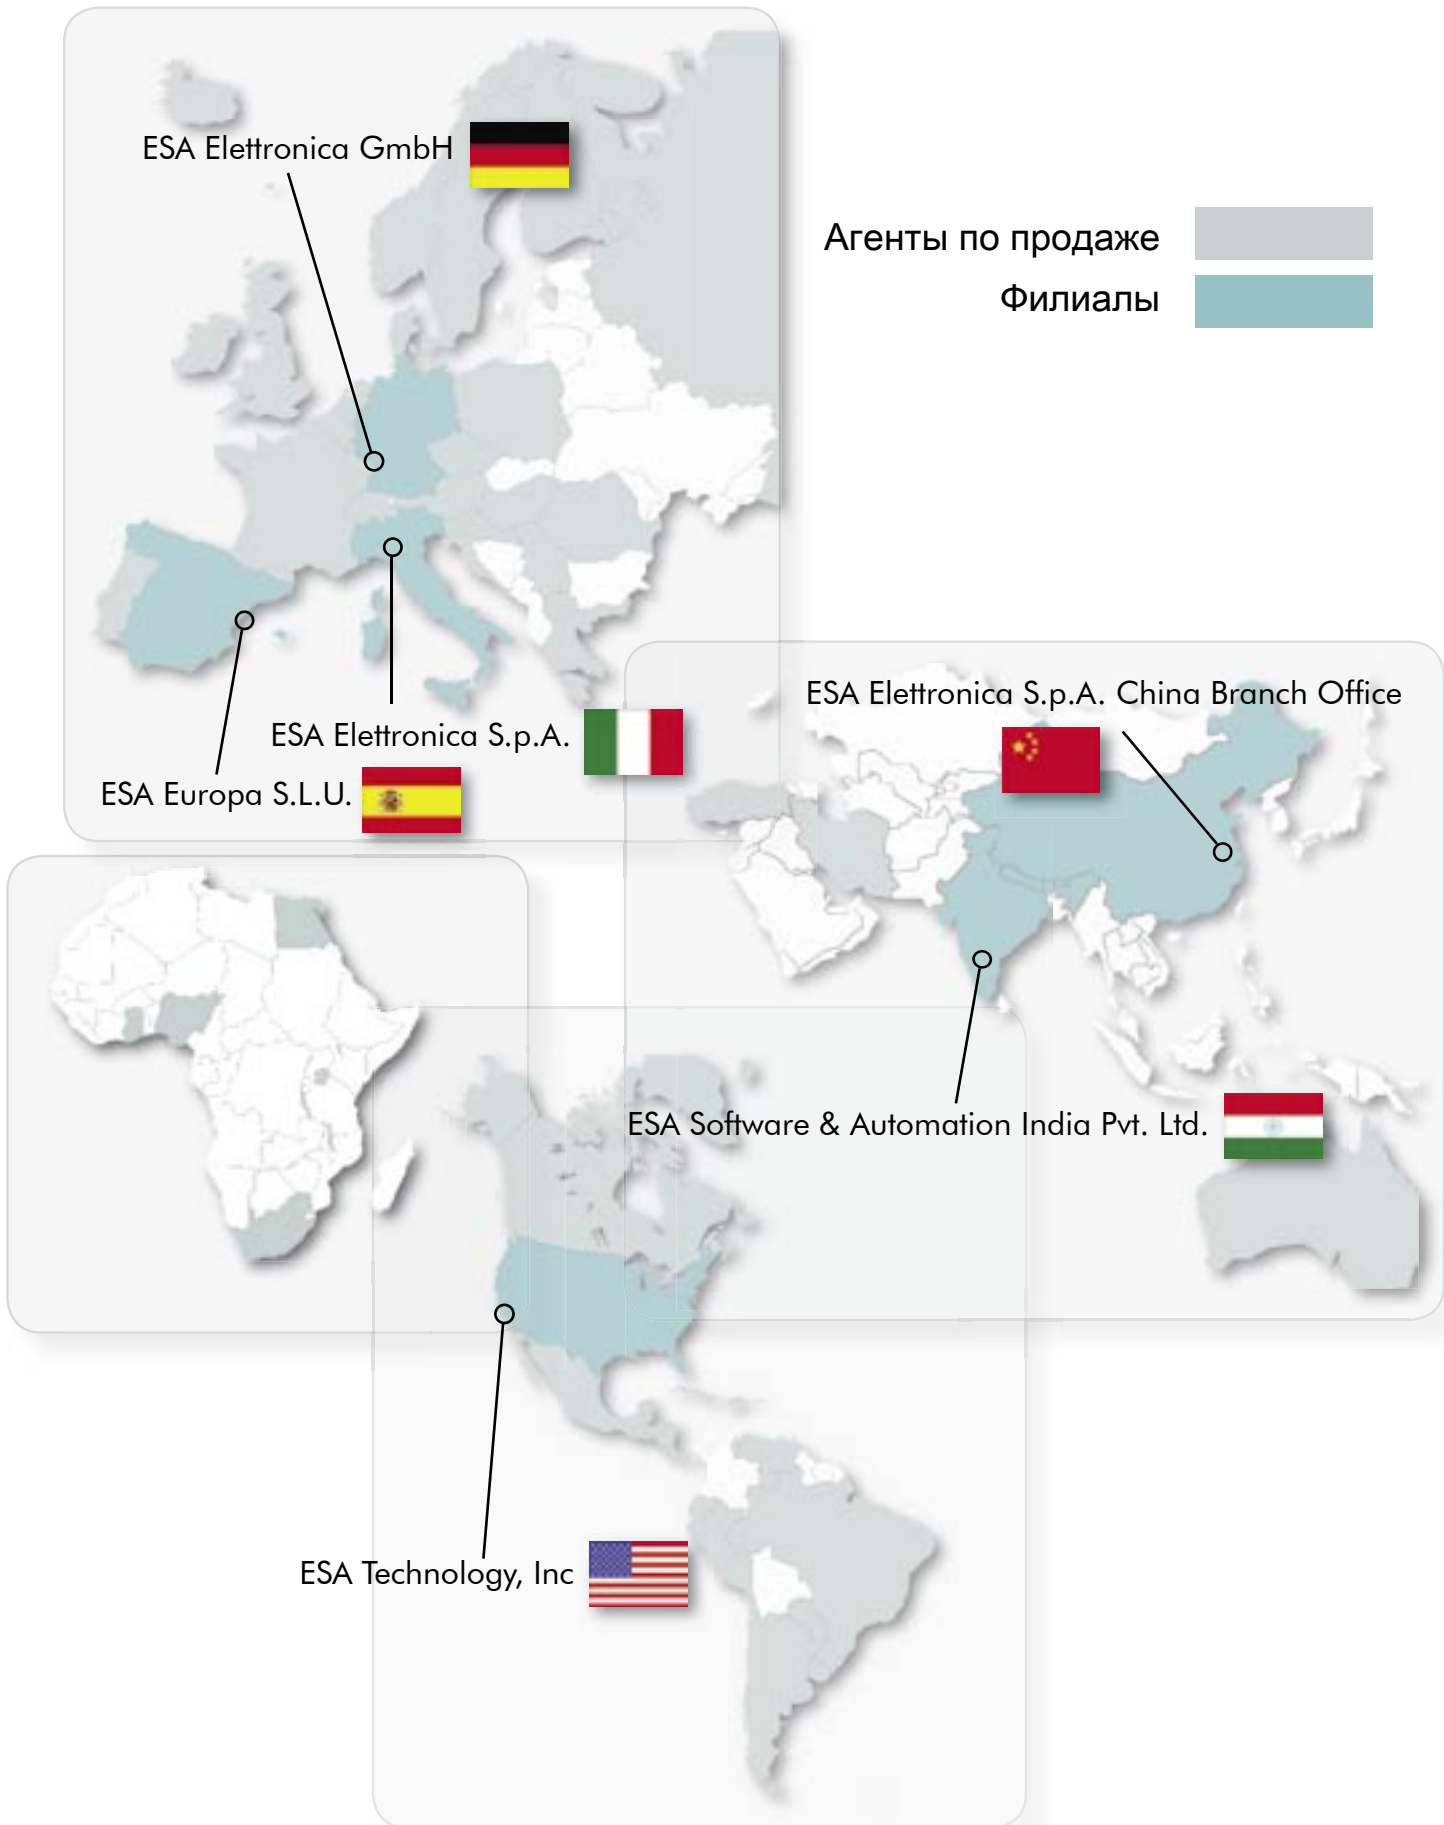 ESA Elettronica GmbH
Агенты по продаже
Филиалы
ESA Elettronica S.p.A. China Branch Office
ESA Elettronica S.p.A.
ESA Europa S.L.U.
ESA Software & Automation India Pvt. Ltd.
ESA Technology, Inc